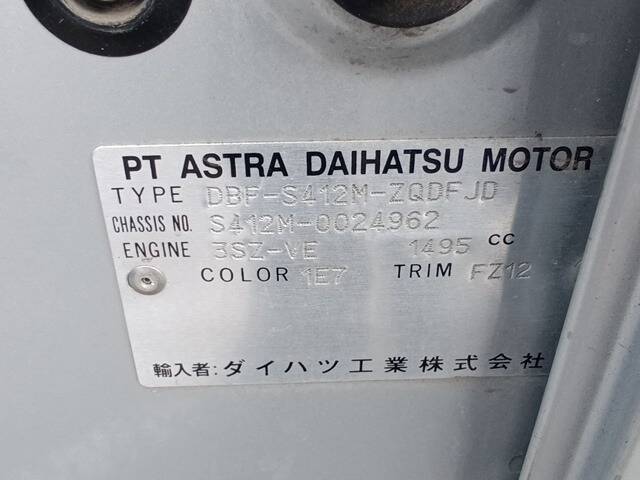 PT ASTRA DAIHATSU MOTOR
TYPE DBF-S412M-ZQDFJD
CHASSIS NO. S412M-0024962
ENGINE 3SZ-VE 1495 CC
COLOR 1E7 TRIM FZ12
輸入者:ダイハツ工業株式会社